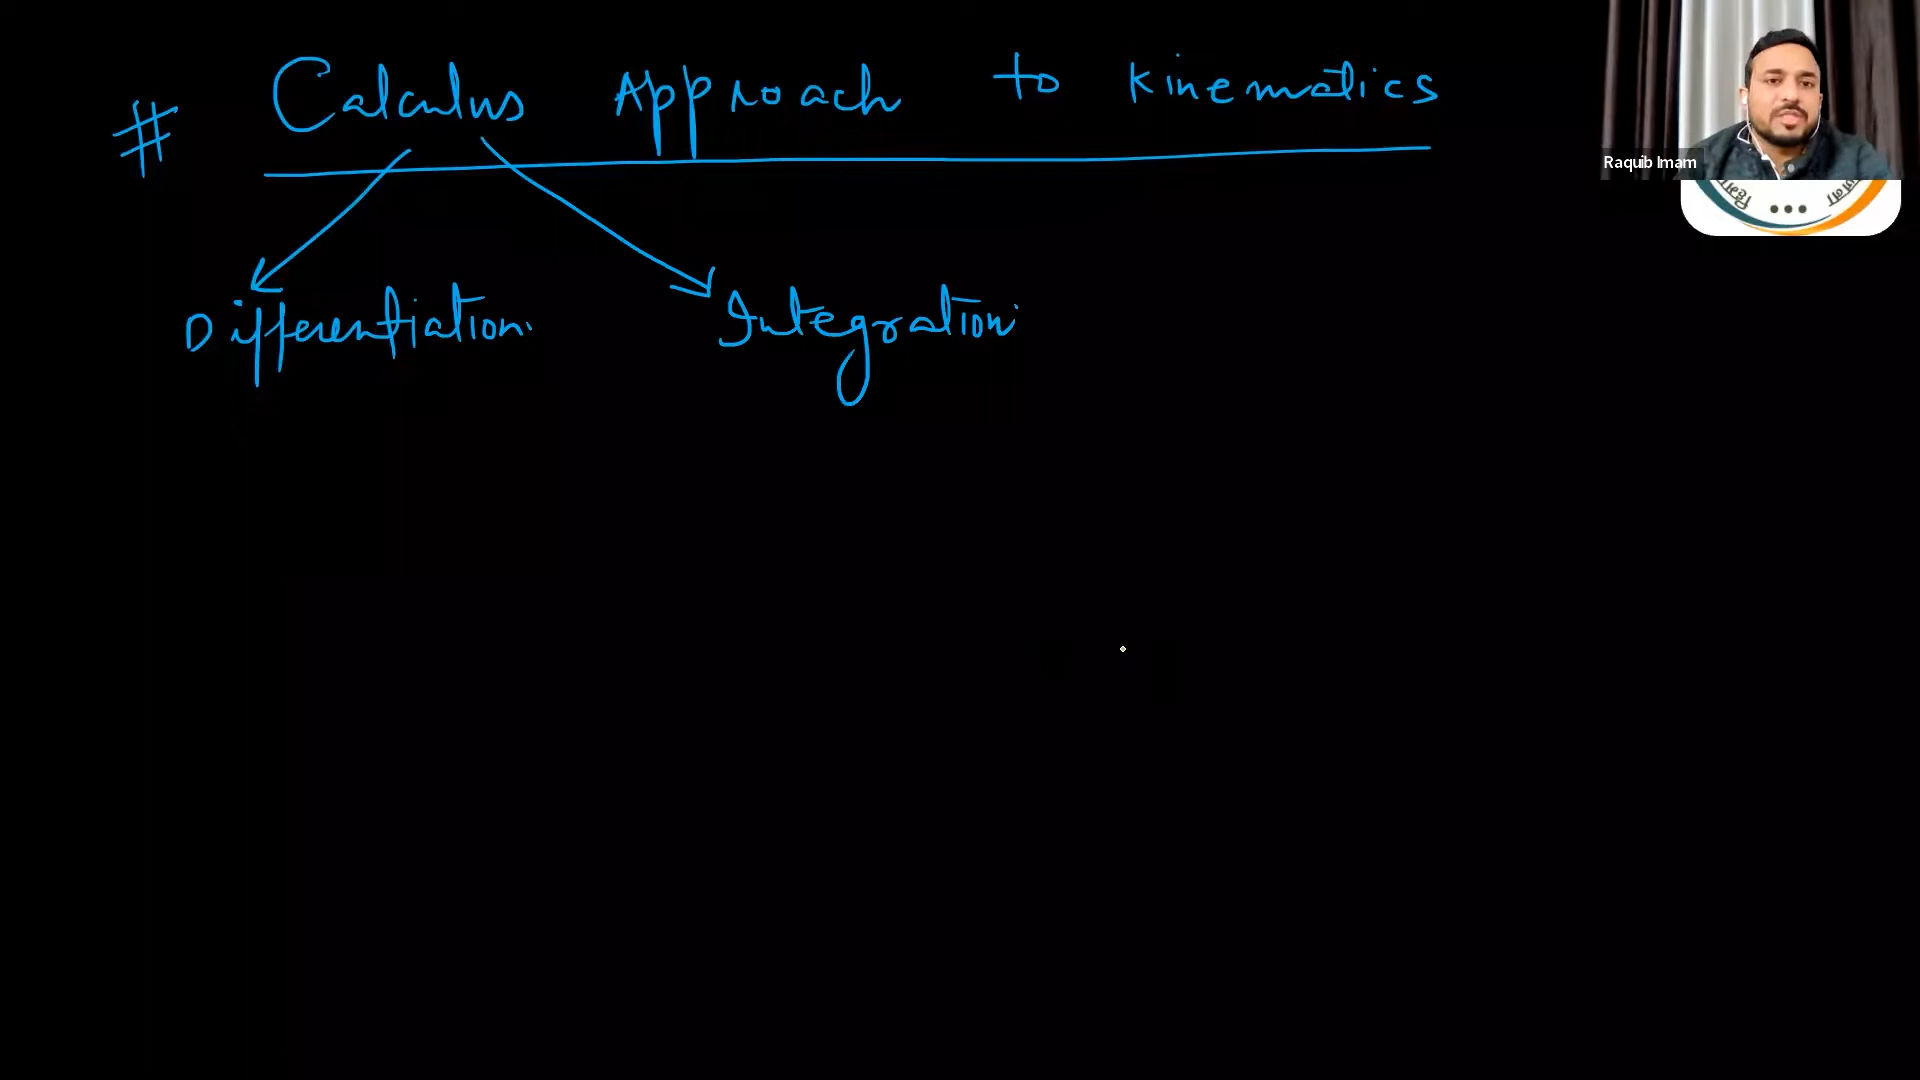 # Calculus Approach to Kinematics
Differentiation.
Integration
Raquib Imam